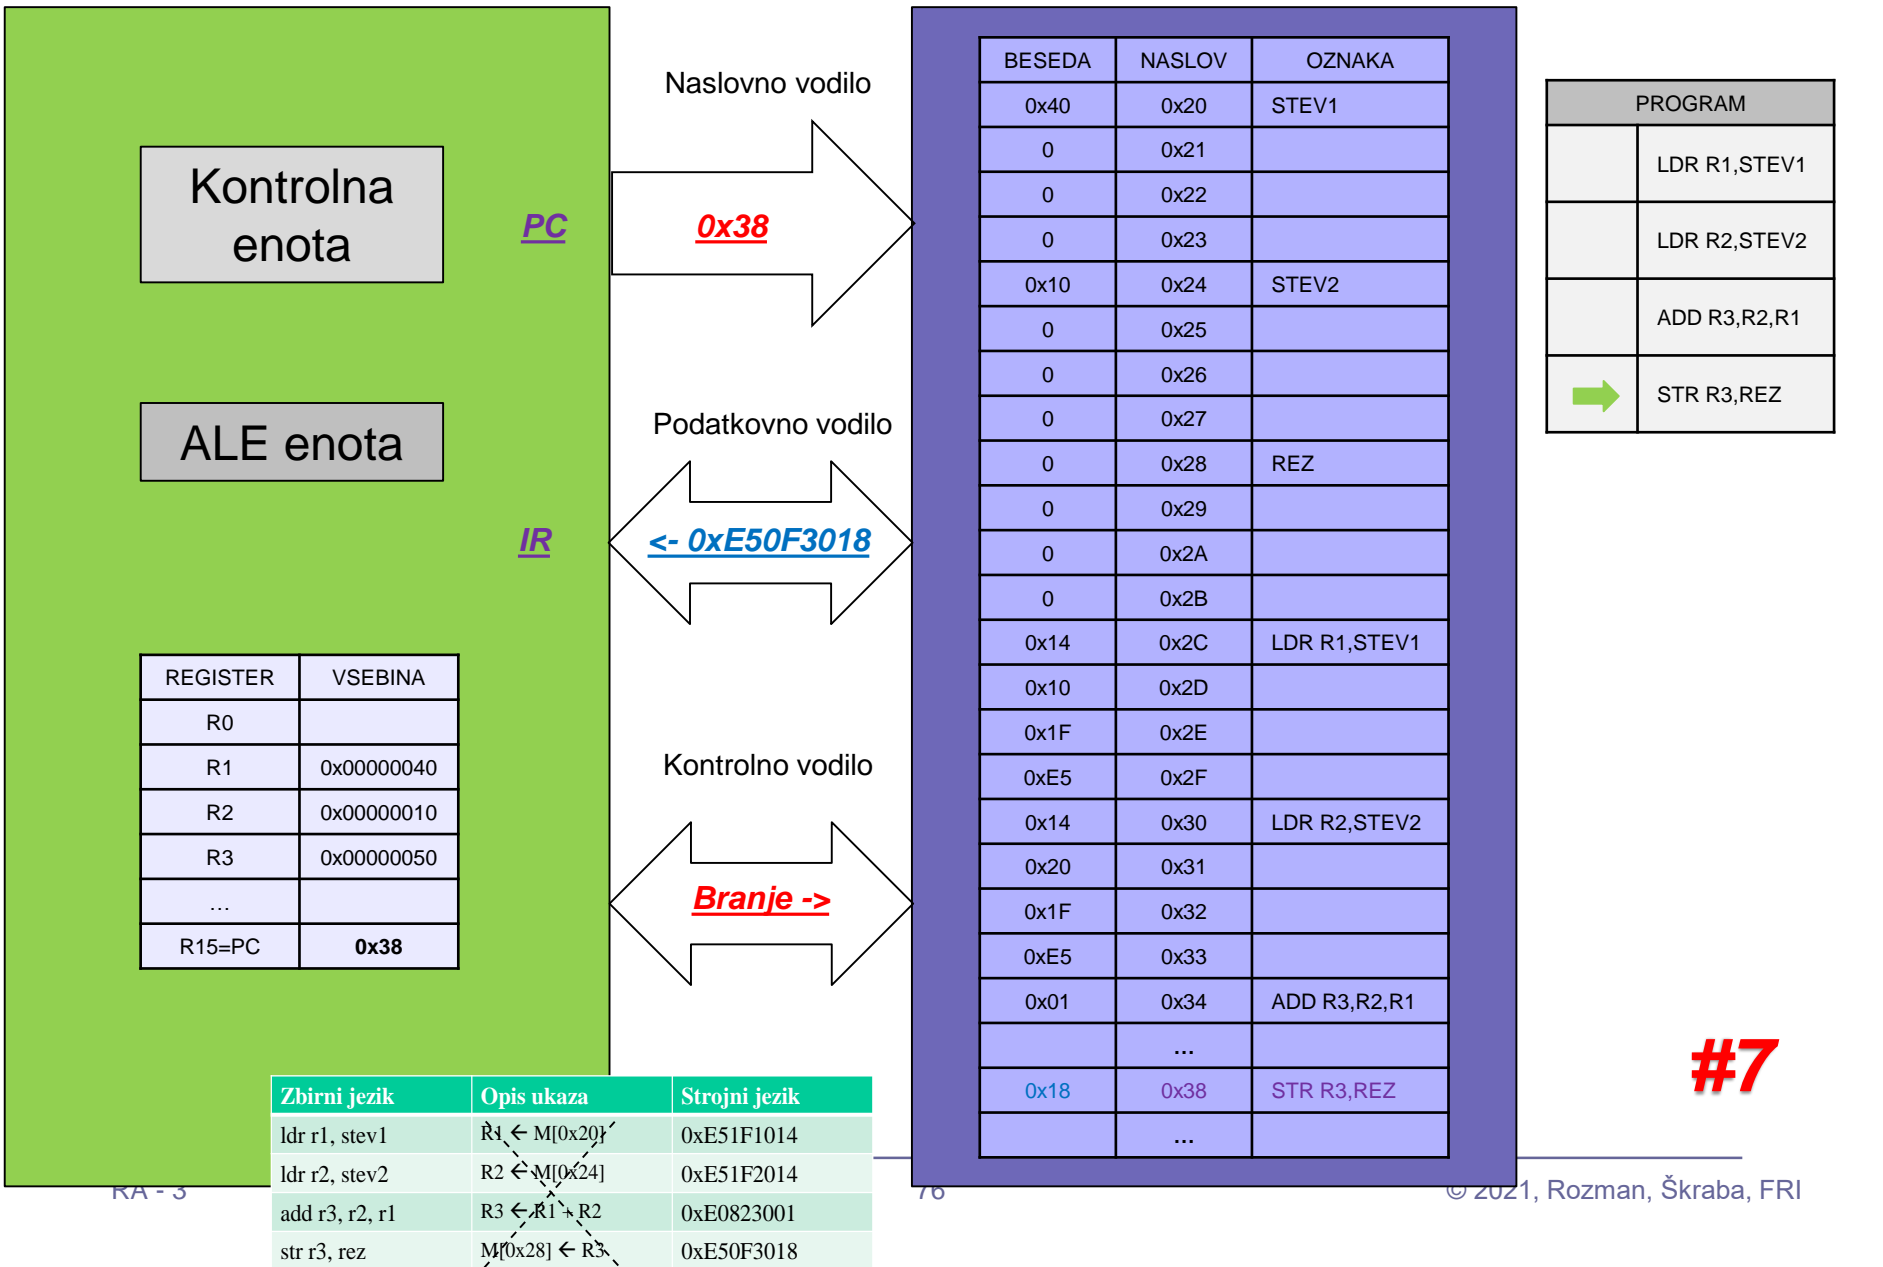 Kontrolna
enota
PC
ALE enota
IR
REGISTER VSEBINA
R0
R1 0x00000040
R2 0x00000010
R3 0x00000050
…
R15=PC 0x38
Naslovno vodilo
0x38
Podatkovno vodilo
<- 0xE50F3018
Kontrolno vodilo
Branje ->
BESEDA NASLOV OZNAKA
0x40 0x20 STEV1
0 0x21
0 0x22
0 0x23
0x10 0x24 STEV2
0 0x25
0 0x26
0 0x27
0 0x28 REZ
0 0x29
0 0x2A
0 0x2B
0x14 0x2C LDR R1,STEV1
0x10 0x2D
0x1F 0x2E
0xE5 0x2F
0x14 0x30 LDR R2,STEV2
0x20 0x31
0x1F 0x32
0xE5 0x33
0x01 0x34 ADD R3,R2,R1
...
0x18 0x38 STR R3,REZ
...
PROGRAM
LDR R1,STEV1
LDR R2,STEV2
ADD R3,R2,R1
STR R3,REZ
#7
Zbirni jezik Opis ukaza Strojni jezik
ldr r1, stev1 R1 ← M[0x20] 0xE51F1014
ldr r2, stev2 R2 ← M[0x24] 0xE51F2014
add r3, r2, r1 R3 ← R1 + R2 0xE0823001
str r3, rez M[0x28] ← R3 0xE50F3018
RA - 3
76
© 2021, Rozman, Škraba, FRI